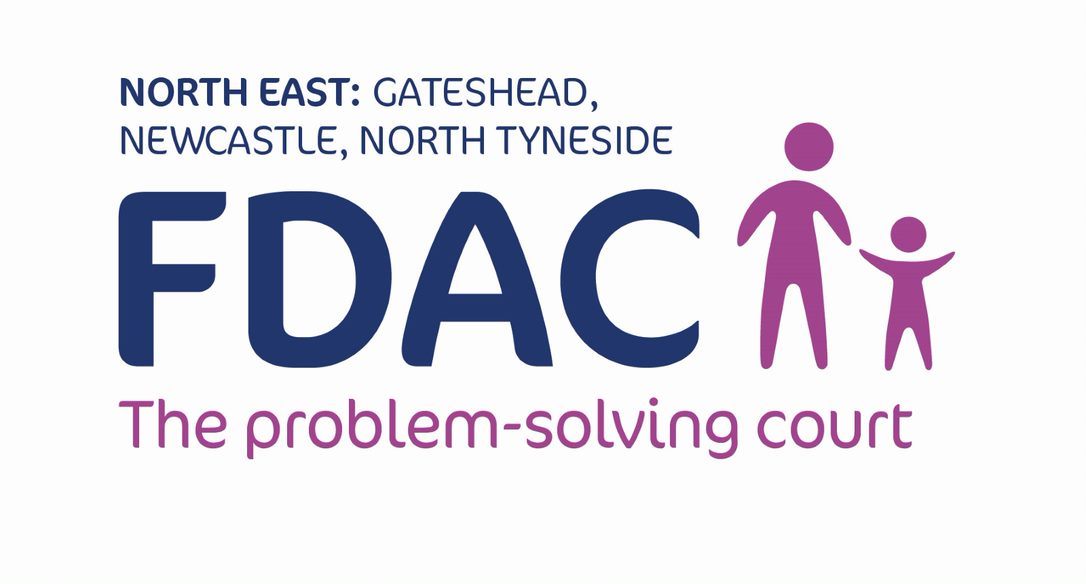 NORTH EAST: GATESHEAD,
NEWCASTLE, NORTH TYNESIDE
FDAC
The problem-solving court